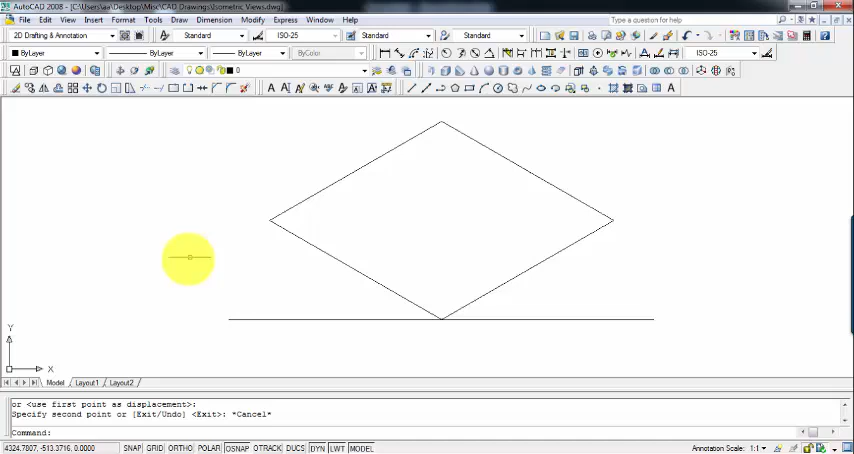 AutoCAD 2008 - [C:\Users\aa\Desktop\Misc\CAD Drawings\Isometric Views.dwg]
File Edit View Insert Format Tools Draw Dimension Modify Express Window Help Type a question for help
2D Drafting & Annotation Standard ISO-25 Standard Standard
ByLayer ByLayer ByLayer ByColor ISO-25
0
Y
X
Model Layout1 Layout2
or <use first point as displacement>:
Specify second point or [Exit/Undo] <Exit>: *Cancel*
Command:
4324.7807, -513.3716, 0.0000 SNAP GRID ORTHO POLAR OSNAP OTRACK DUCS DYN LWT MODEL Annotation Scale: 1:1